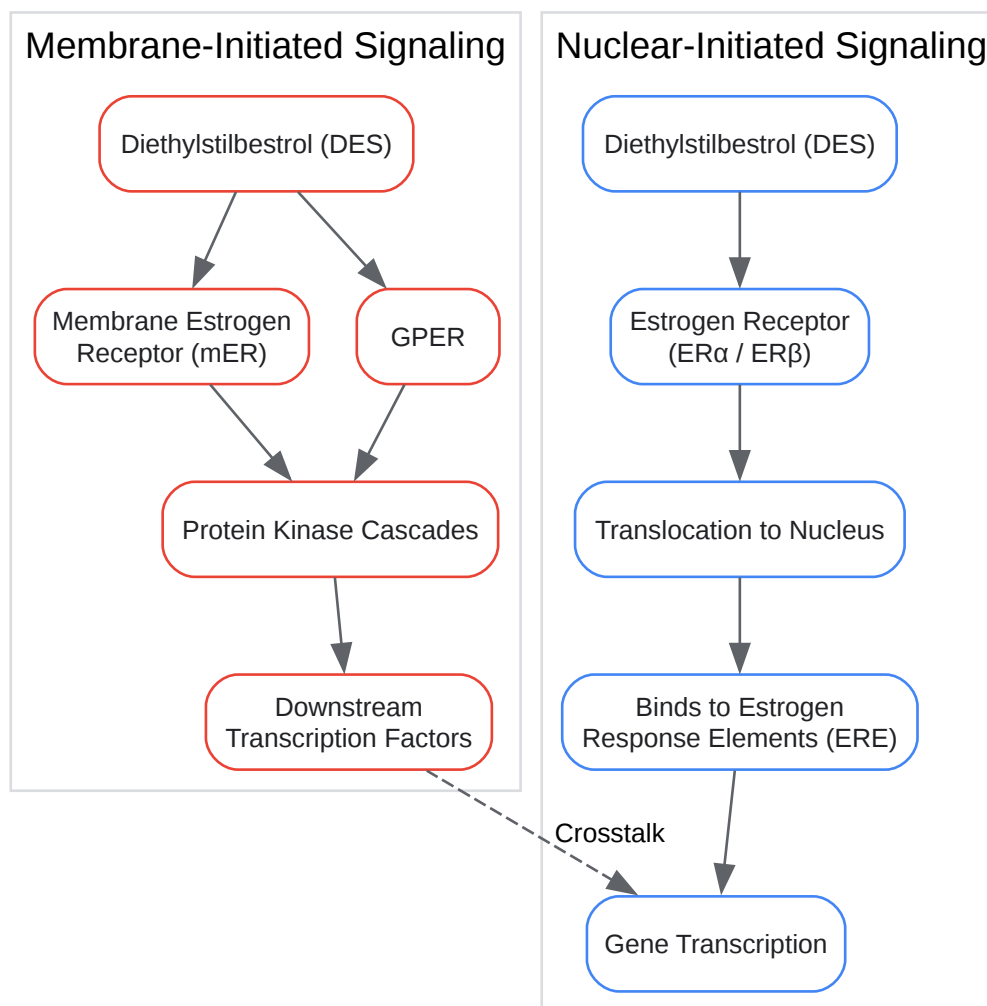 Membrane-Initiated Signaling
Diethylstilbestrol (DES)
Membrane Estrogen
Receptor (mER)
GPER
Protein Kinase Cascades
Downstream
Transcription Factors
Crosstalk
Nuclear-Initiated Signaling
Diethylstilbestrol (DES)
Estrogen Receptor
(ERα / ERβ)
Translocation to Nucleus
Binds to Estrogen
Response Elements (ERE)
Gene Transcription